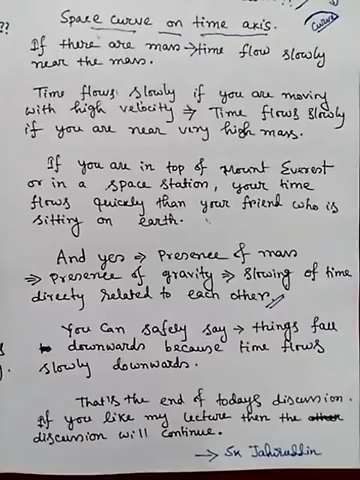 ??
Space curve on time axis.
curve
If there are mass → time flow slowly
near the mass.
Time flows slowly if you are moving
with high velocity ⇒ Time flows slowly
if you are near very high mass.
If you are in top of Mount Everest
or in a space station, your time
flows quickly than your friend who is
sitting on earth.
And yes ⇒ Presence of mass
⇒ presence of gravity ⇒ slowing of time
directy related to each other.
You Can safely say → things fall
downwards because time flows
slowly downwards.
That's the end of todays discussion.
If you like my lecture then the
discussion will continue.
→ Sk Jahiruddin